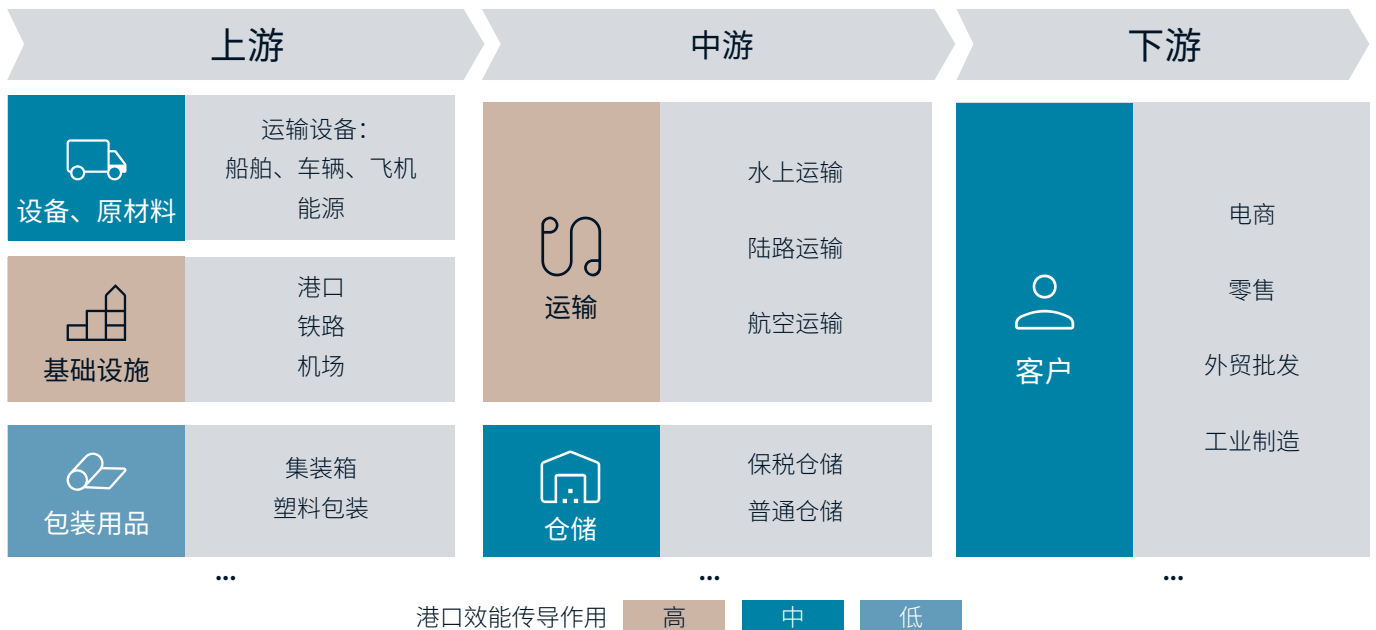 上游
中游
下游
设备、原材料
运输设备：
船舶、车辆、飞机
能源
基础设施
港口
铁路
机场
包装用品
集装箱
塑料包装
...
运输
水上运输
陆路运输
航空运输
仓储
保税仓储
普通仓储
...
客户
电商
零售
外贸批发
工业制造
...
港口效能传导作用 高 中 低